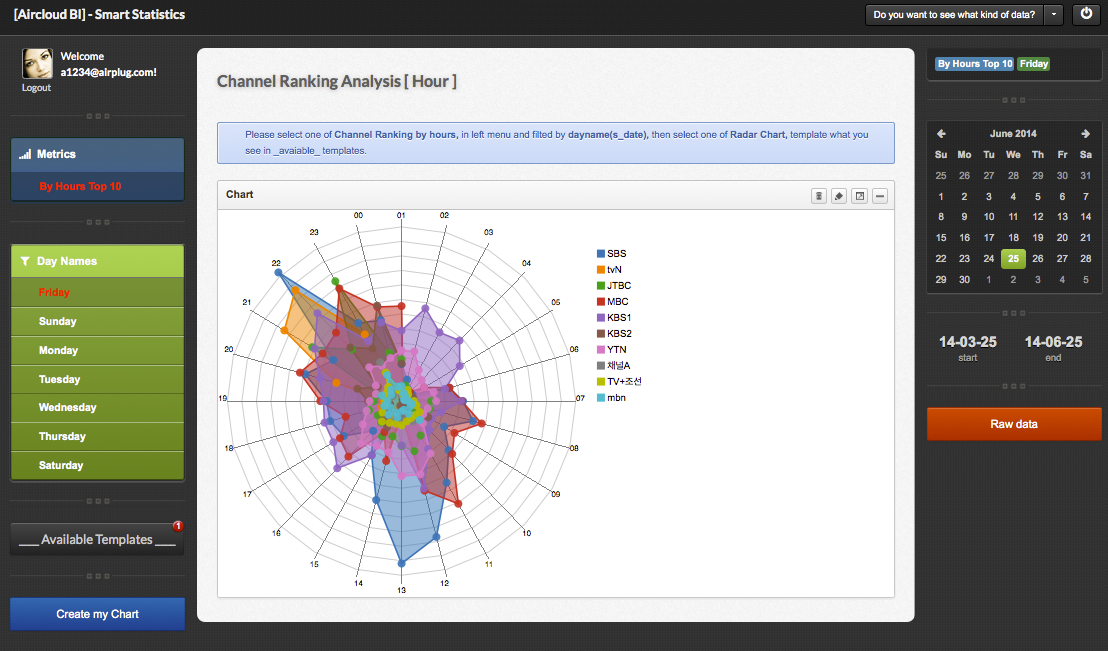 [Aircloud BI] - Smart Statistics
Do you want to see what kind of data?
Welcome
a1234@airplug.com!
Logout
Metrics
By Hours Top 10
Day Names
Friday
Sunday
Monday
Tuesday
Wednesday
Thursday
Saturday
1
___ Available Templates ___
Create my Chart
Channel Ranking Analysis [ Hour ]
Please select one of Channel Ranking by hours, in left menu and filted by dayname(s_date), then select one of Radar Chart, template what you
see in _avaiable_ templates.
Chart
00
01
02
03
04
05
06
07
08
09
10
11
12
13
14
15
16
17
18
19
20
21
22
23
SBS
tvN
JTBC
MBC
KBS1
KBS2
YTN
채널A
TV+조선
mbn
By Hours Top 10 Friday
June 2014
Su Mo Tu We Th Fr Sa
25 26 27 28 29 30 31
1 2 3 4 5 6 7
8 9 10 11 12 13 14
15 16 17 18 19 20 21
22 23 24 25 26 27 28
29 30 1 2 3 4 5
14-03-25 14-06-25
start end
Raw data